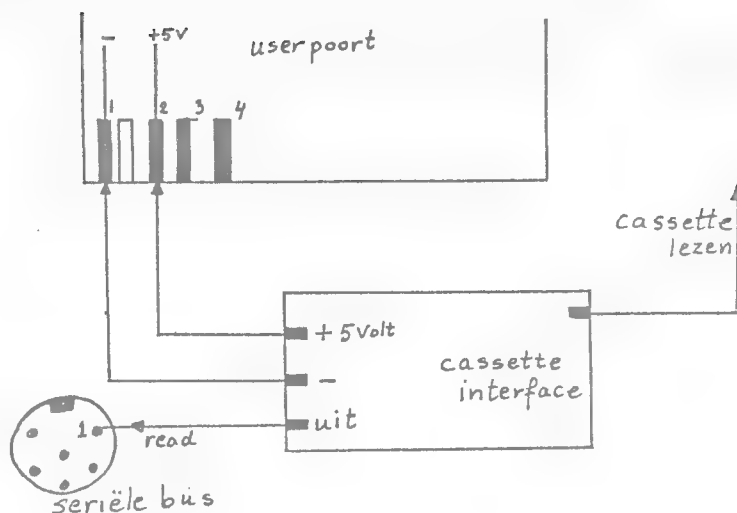 - +5V
userpoort
1 2 3 4
cassette
lezen
+5volt
cassette
interface
-
uit
1 read
seriële bus